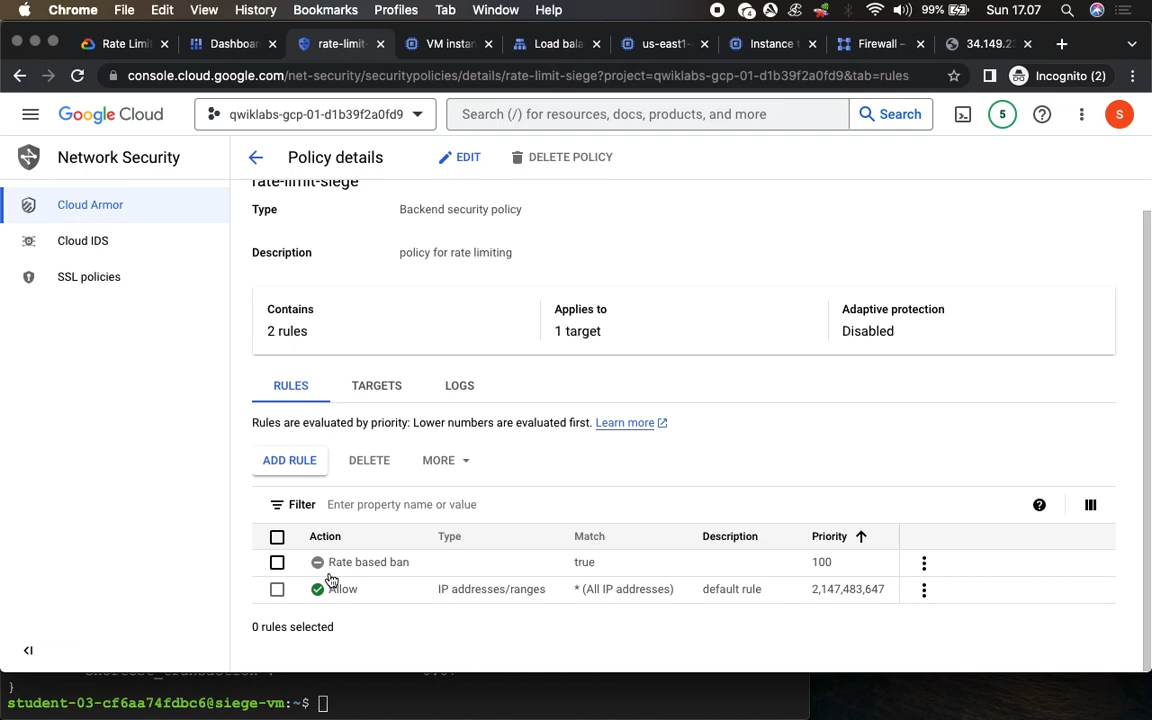 Chrome File Edit View History Bookmarks Profiles Tab Window Help 4 99% Sun 17.07
Rate Limit Dashboar rate-limit- VM instan Load bala us-east1- Instance Firewall – 34.149.2
console.cloud.google.com/net-security/securitypolicies/details/rate-limit-siege?project=qwiklabs-gcp-01-d1b39f2a0fd9&tab=rules Incognito (2)
Google Cloud qwiklabs-gcp-01-d1b39f2a0fd9 Search (/) for resources, docs, products, and more Search 5 S
Network Security Policy details EDIT DELETE POLICY
rate-limit-siege
Cloud Armor
Cloud IDS
SSL policies
Type Backend security policy
Description policy for rate limiting
Contains Applies to Adaptive protection
2 rules 1 target Disabled
RULES TARGETS LOGS
Rules are evaluated by priority: Lower numbers are evaluated first. Learn more
ADD RULE DELETE MORE
Filter Enter property name or value
Action Type Match Description Priority
Rate based ban true 100
Allow IP addresses/ranges * (All IP addresses) default rule 2,147,483,647
0 rules selected
}
student-03-cf6aa74fdbc6@siege-vm:~$